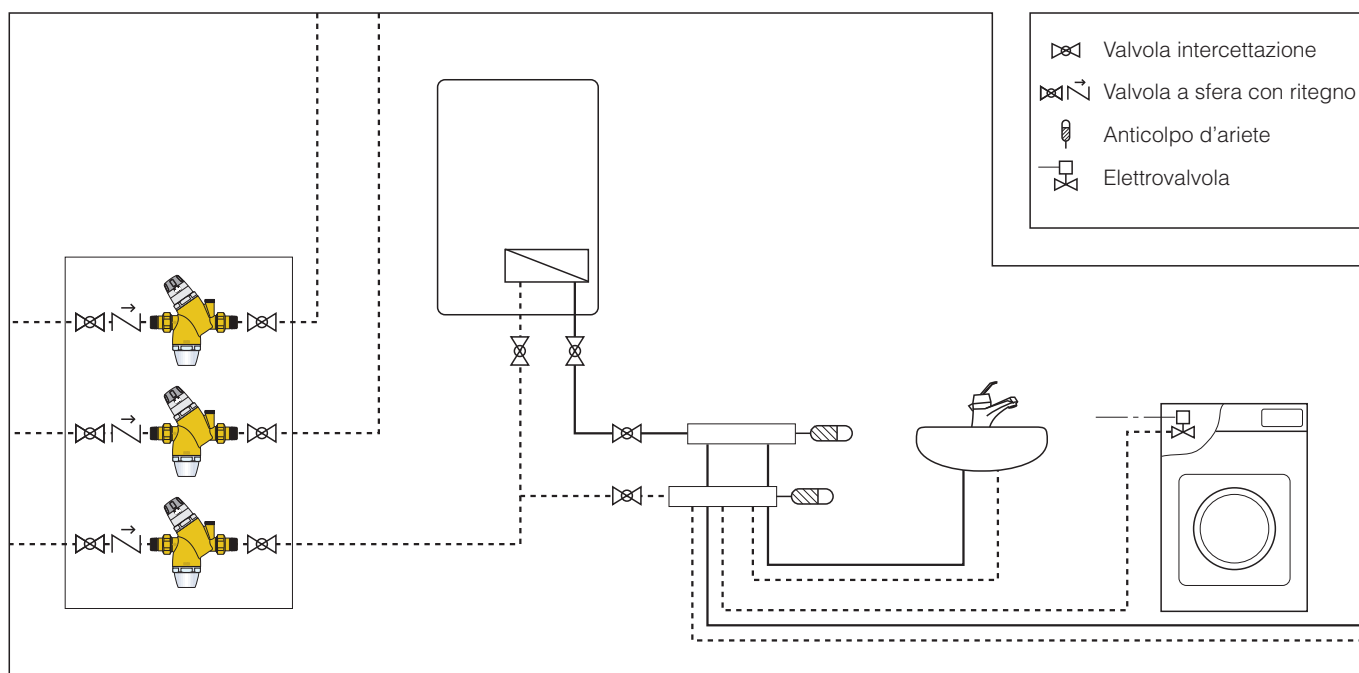 Valvola intercettazione
Valvola a sfera con ritegno
Anticolpo d’ariete
Elettrovalvola